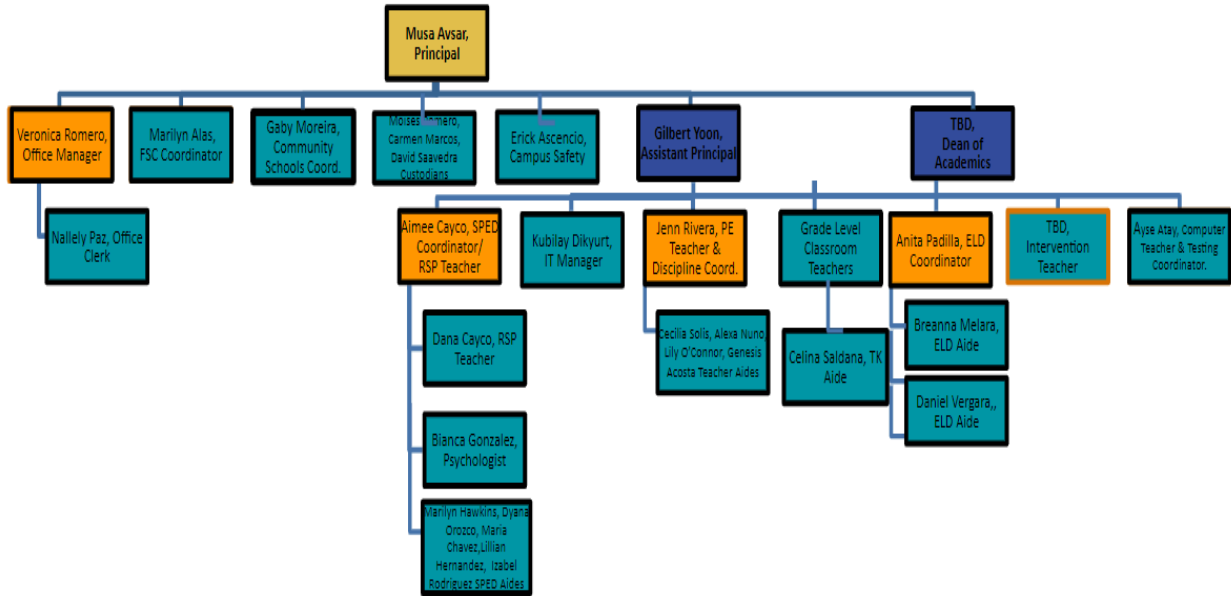 Musa Avsar,
Principal
Veronica Romero,
Office Manager
Marilyn Alas,
FSC Coordinator
Gaby Moreira,
Community
Schools Coord.
Moises Romero,
Carmen Marcos,
David Saavedra
Custodians
Erick Ascencio,
Campus Safety
Gilbert Yoon,
Assistant Principal
TBD,
Dean of
Academics
Nallely Paz, Office
Clerk
Aimee Cayco, SPED
Coordinator/
RSP Teacher
Kubilay Dikyurt,
IT Manager
Jenn Rivera, PE
Teacher &
Discipline Coord.
Grade Level
Classroom
Teachers
Anita Padilla, ELD
Coordinator
TBD,
Intervention
Teacher
Ayse Atay, Computer
Teacher & Testing
Coordinator.
Dana Cayco, RSP
Teacher
Cecilia Solis, Alexa Nuno,
Lily O'Connor, Genesis
Acosta Teacher Aides
Celina Saldana, TK
Aide
Breanna Melara,
ELD Aide
Daniel Vergara,,
ELD Aide
Bianca Gonzalez,
Psychologist
Marilyn Hawkins, Dyana
Orozco, Maria
Chavez,Lillian
Hernandez, Izabel
Rodriguez SPED Aides